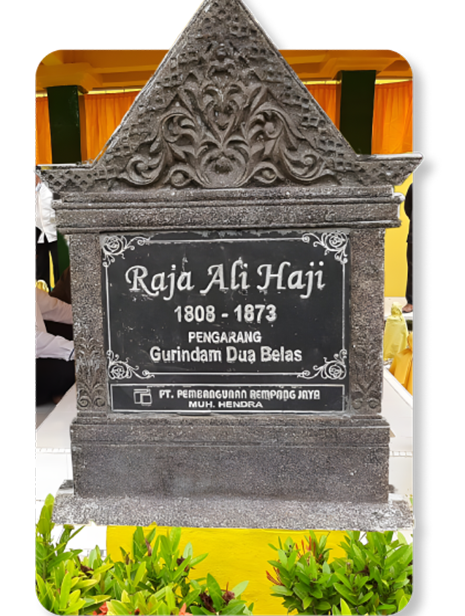 Raja Ali Haji
1808 - 1873
PENGARANG
Gurindam Dua Belas
PT. PEMBANGUNAN REMPANG JAYA
MUH. HENDRA